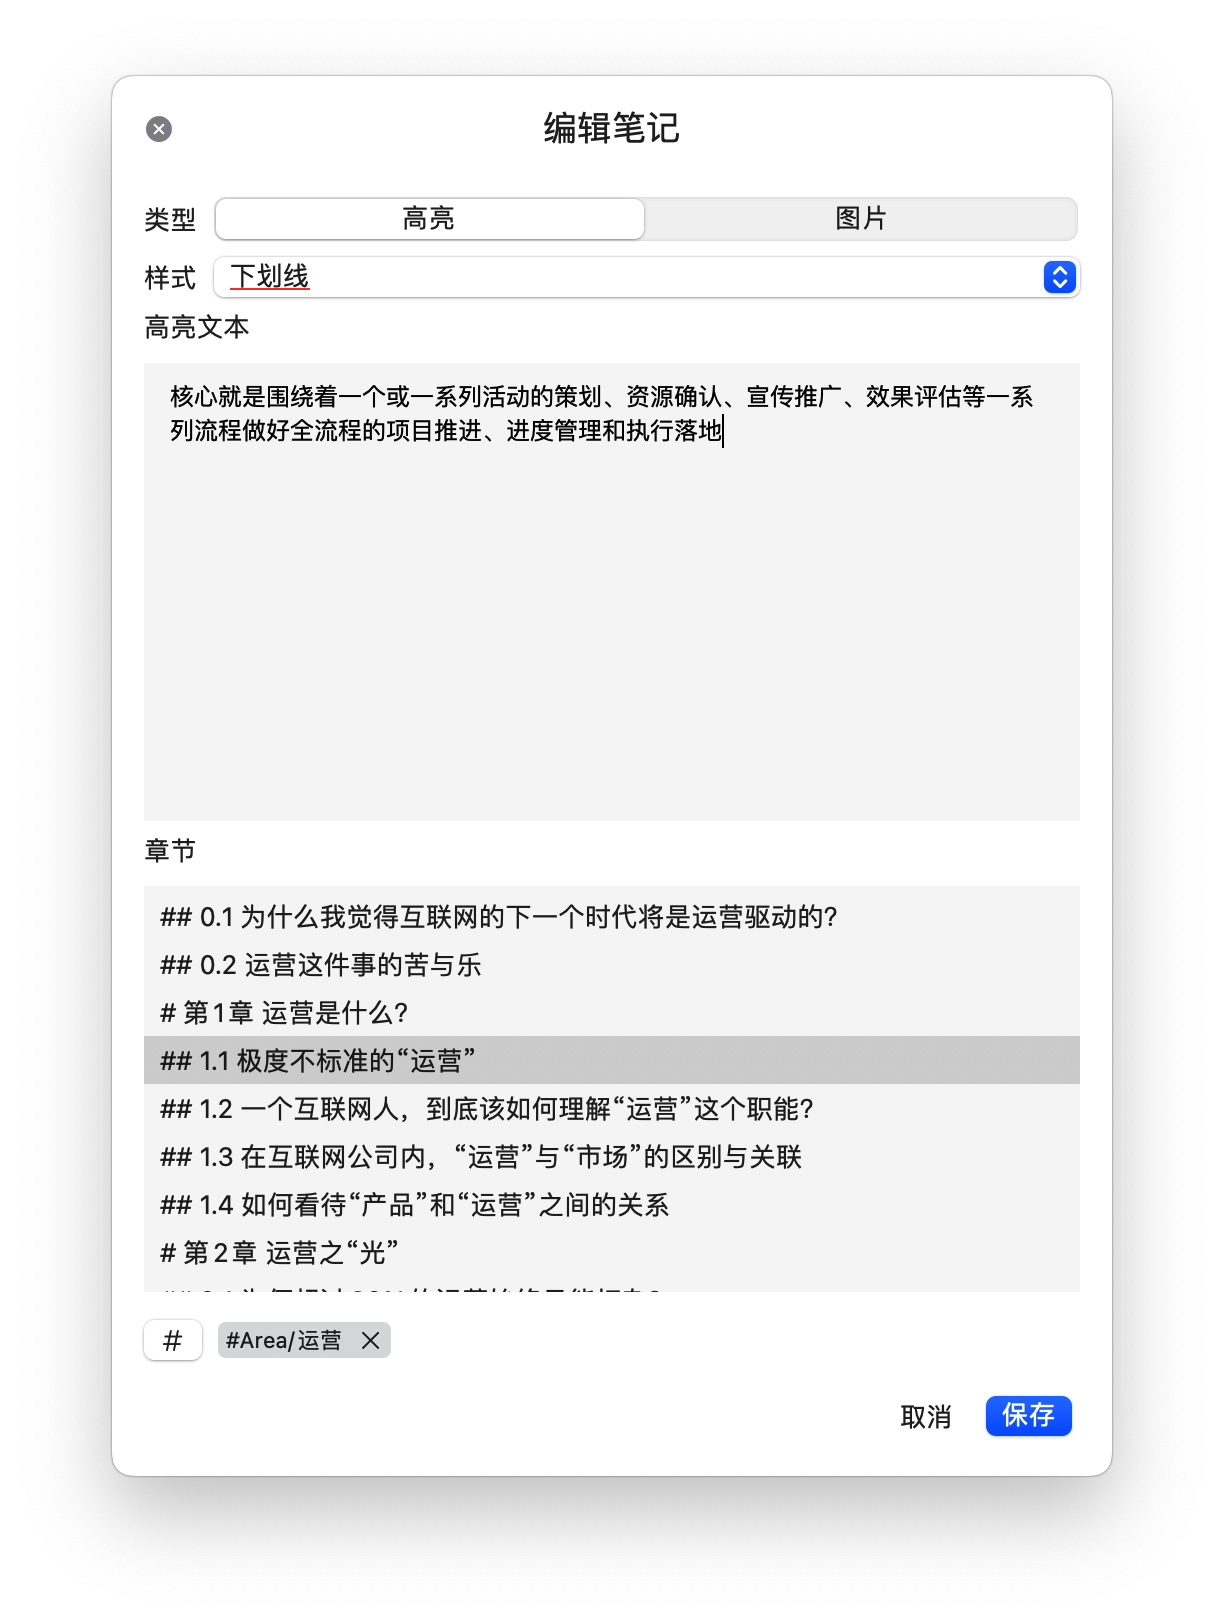 编辑笔记
类型 高亮 图片
样式 下划线
高亮文本
核心就是围绕着一个或一系列活动的策划、资源确认、宣传推广、效果评估等一系
列流程做好全流程的项目推进、进度管理和执行落地
章节
## 0.1 为什么我觉得互联网的下一个时代将是运营驱动的?
## 0.2 运营这件事的苦与乐
# 第1章 运营是什么?
## 1.1 极度不标准的“运营”
## 1.2 一个互联网人，到底该如何理解“运营”这个职能?
## 1.3 在互联网公司内，“运营”与“市场”的区别与关联
## 1.4 如何看待“产品”和“运营”之间的关系
# 第2章 运营之“光”
# #Area/运营
取消 保存